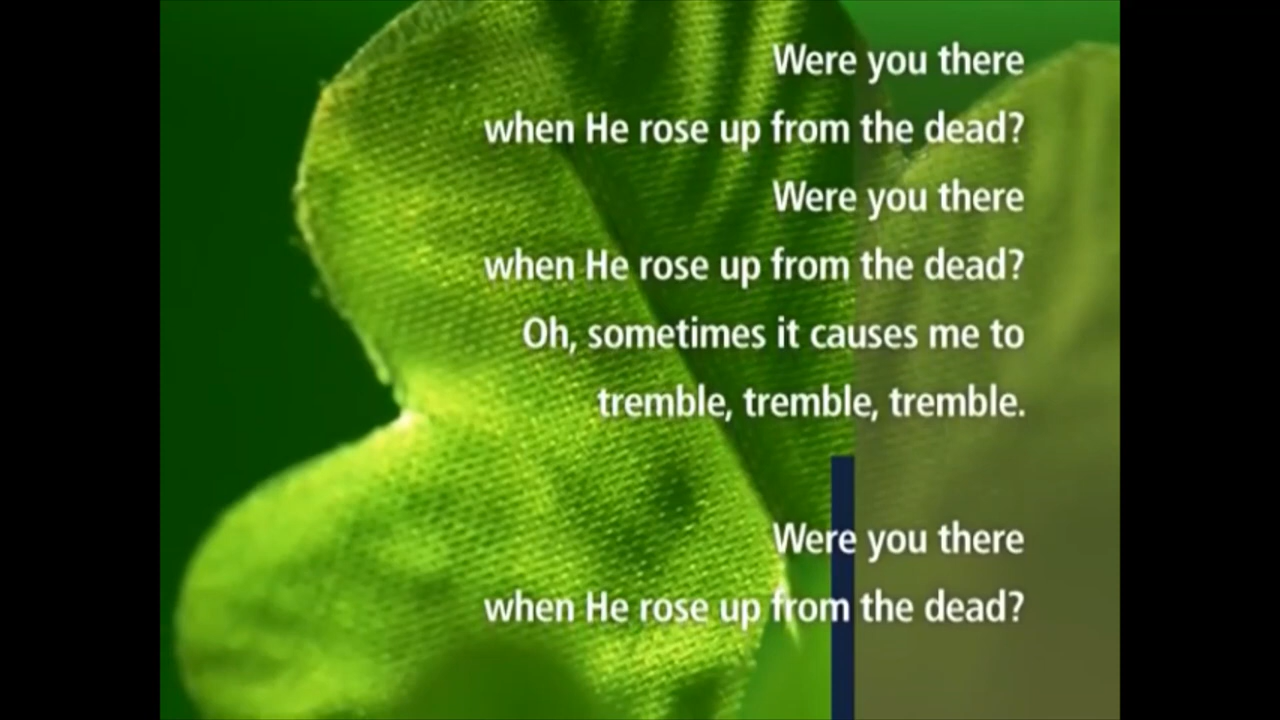 Were you there
when He rose up from the dead?
Were you there
when He rose up from the dead?
Oh, sometimes it causes me to
tremble, tremble, tremble.
Were you there
when He rose up from the dead?